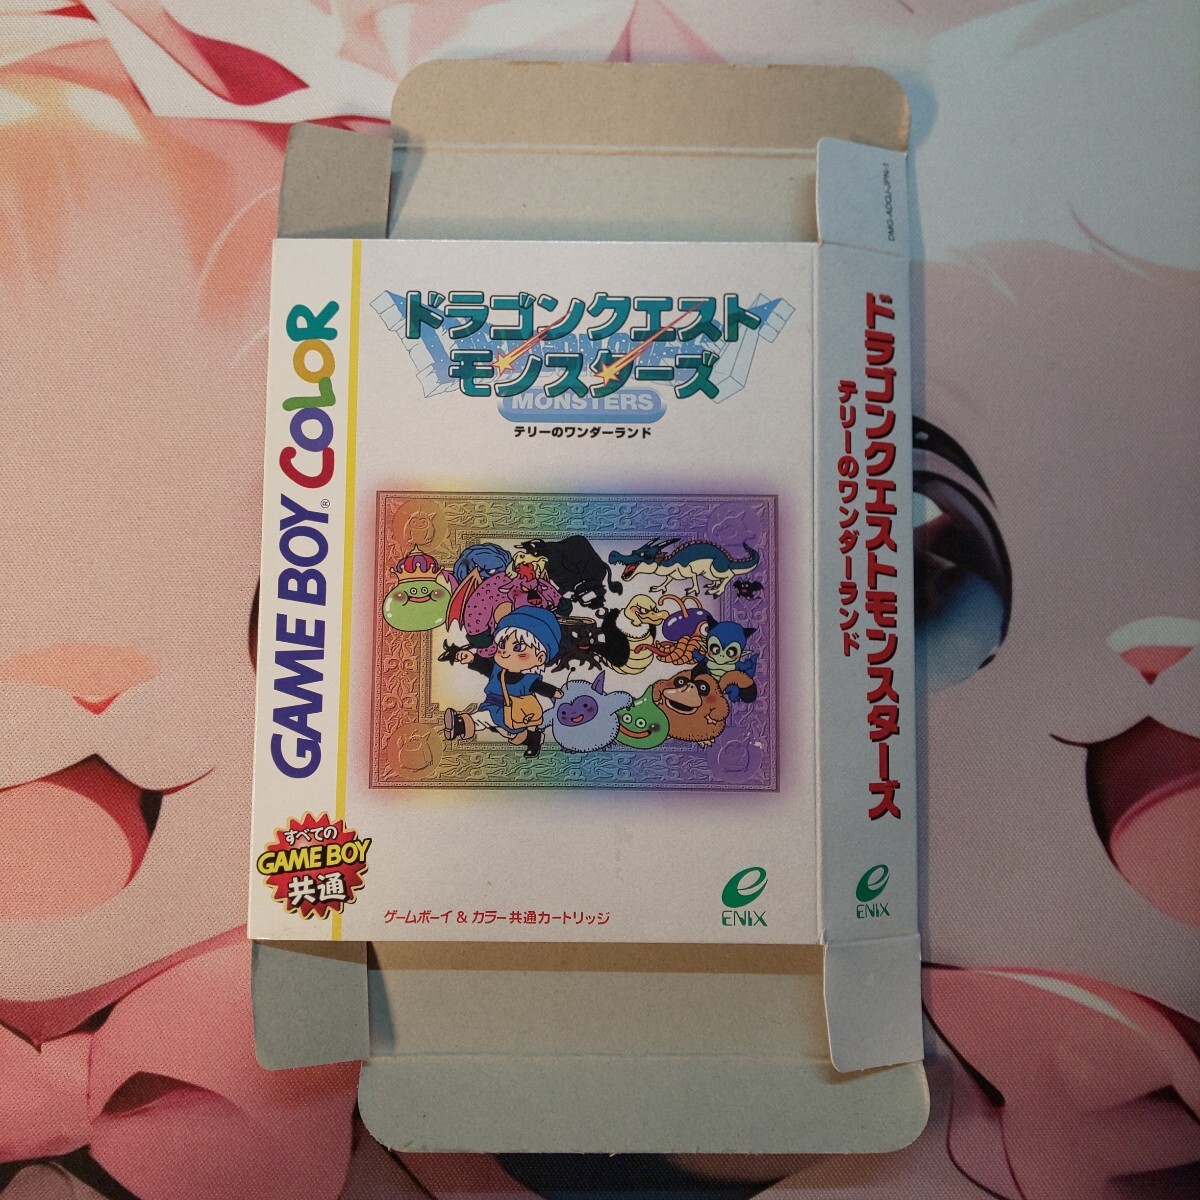 GAME BOY COLOR
ドラゴンクエスト
モンスターズ
MONSTERS
テリーのワンダーランド
すべての
GAME BOY
共通
ゲームボーイ & カラー共通カートリッジ
ENIX
DMG-ADQJ-JPN-1
ドラゴンクエストモンスターズ
テリーのワンダーランド
ENIX